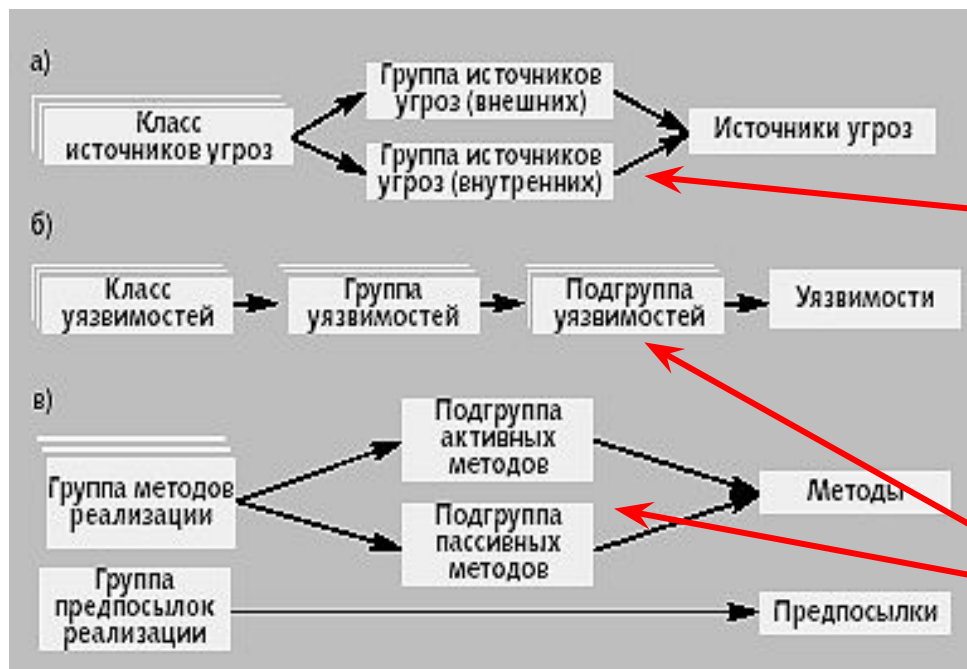 а)
Класс
источников угроз
Группа источников
угроз (внешних)
Группа источников
угроз (внутренних)
Источники угроз
б)
Класс
уязвимостей
Группа
уязвимостей
Подгруппа
уязвимостей
Уязвимости
в)
Группа методов
реализации
Подгруппа
активных
методов
Подгруппа
пассивных
методов
Методы
Группа
предпосылок
реализации
Предпосылки